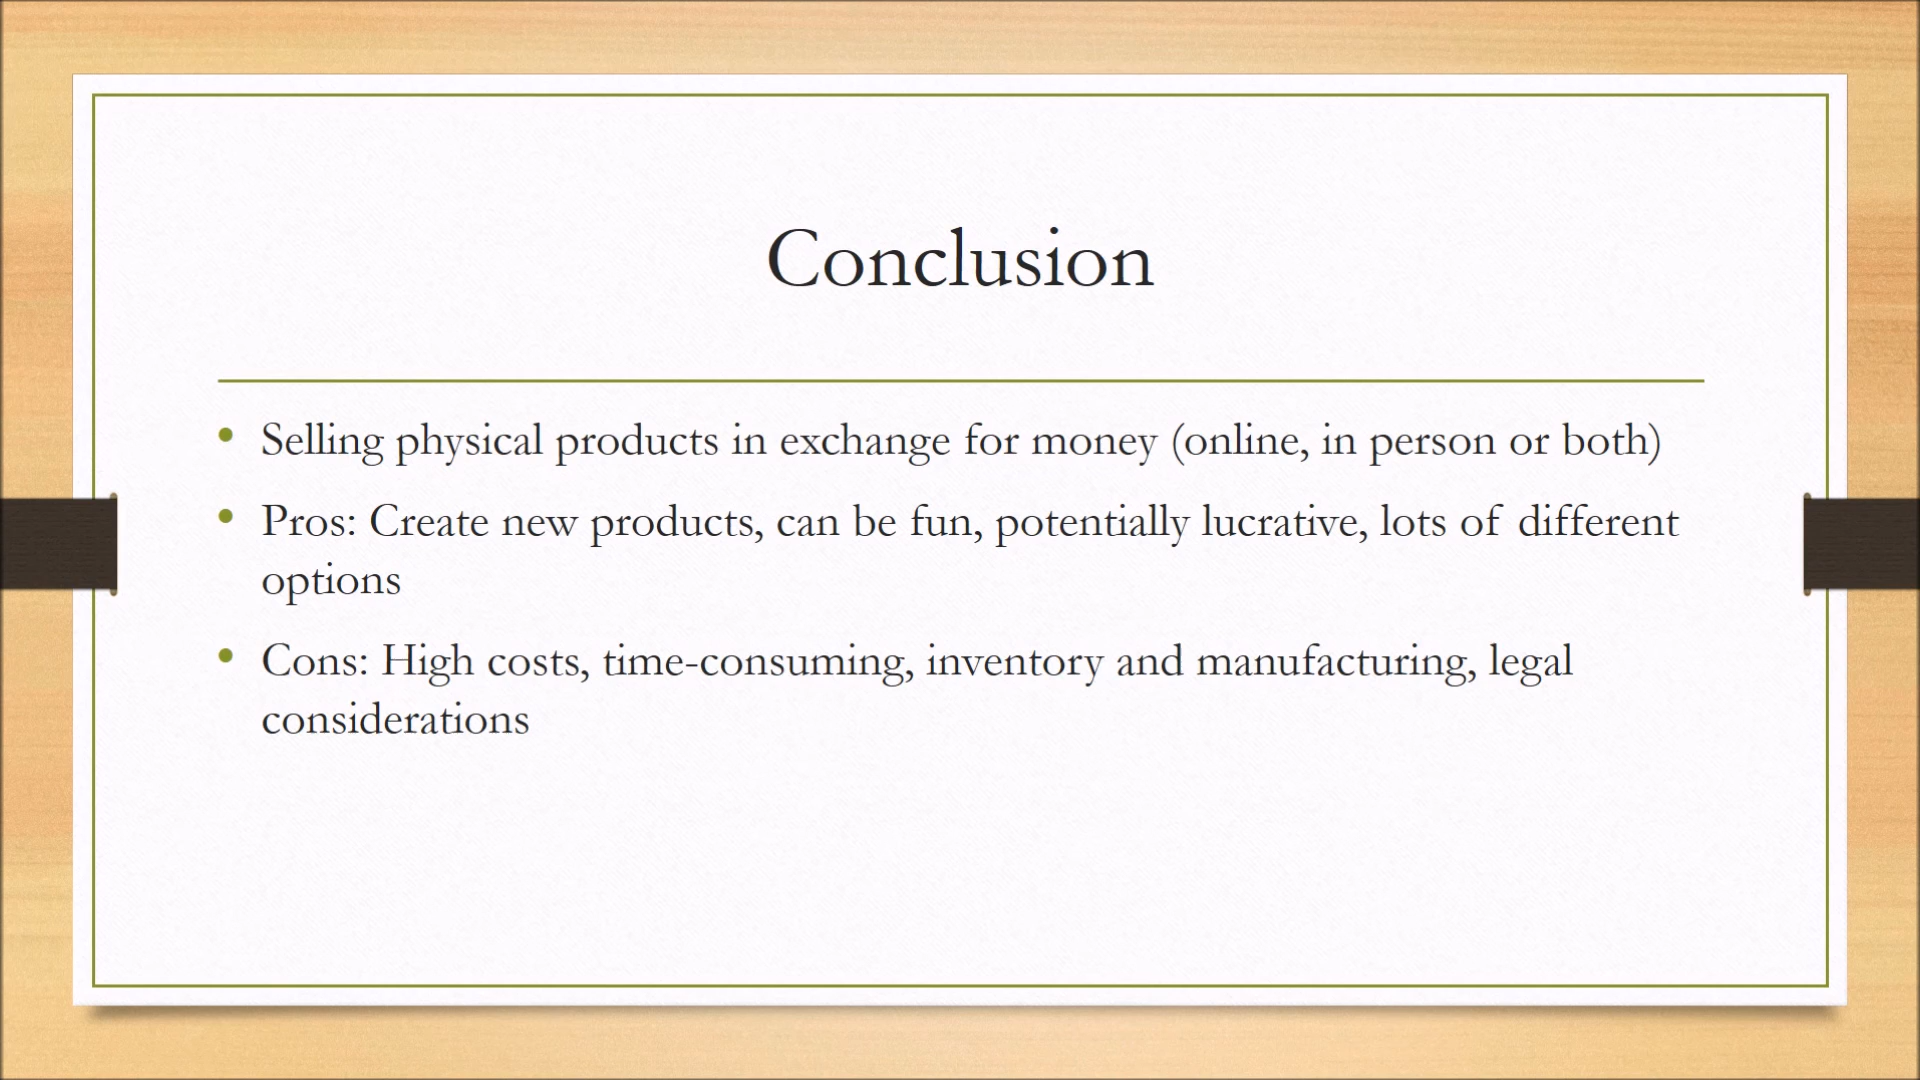 Conclusion
• Selling physical products in exchange for money (online, in person or both)
• Pros: Create new products, can be fun, potentially lucrative, lots of different
options
• Cons: High costs, time-consuming, inventory and manufacturing, legal
considerations